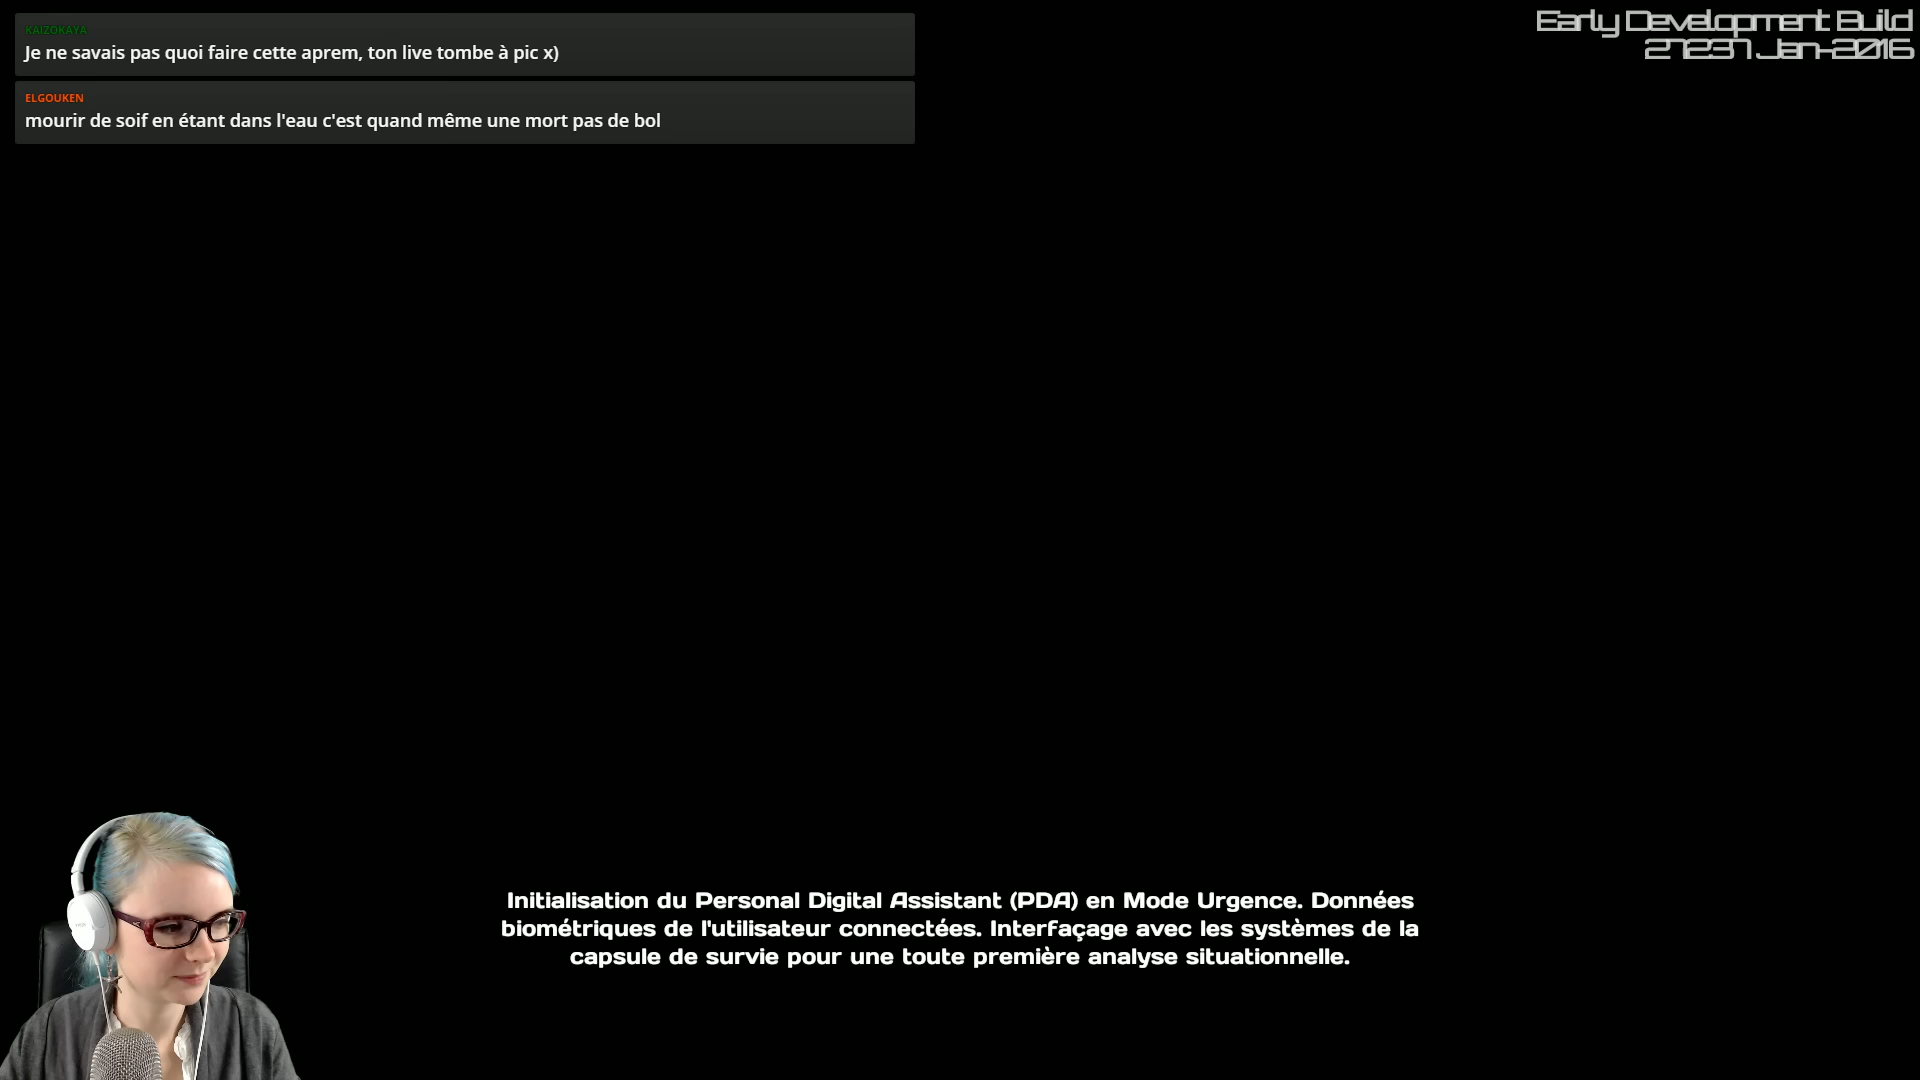 KAIZOKAYA
Je ne savais pas quoi faire cette aprem, ton live tombe à pic x)
ELGOUKEN
mourir de soif en étant dans l'eau c'est quand même une mort pas de bol
Early Development Build
27237 Jan-2016
Initialisation du Personal Digital Assistant (PDA) en Mode Urgence. Données
biométriques de l'utilisateur connectées. Interfaçage avec les systèmes de la
capsule de survie pour une toute première analyse situationnelle.